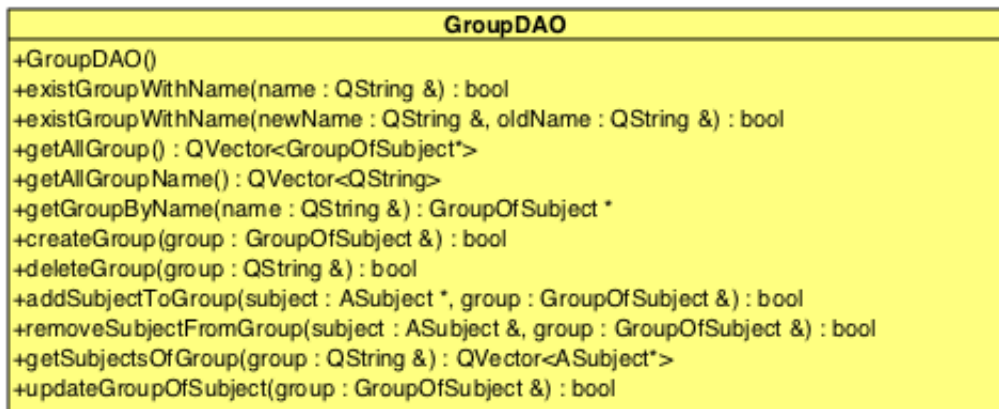 GroupDAO
+GroupDAO()
+existGroupWithName(name : QString &) : bool
+existGroupWithName(newName : QString &, oldName : QString &) : bool
+getAllGroup() : QVector<GroupOfSubject*>
+getAllGroupName() : QVector<QString>
+getGroupByName(name : QString &) : GroupOfSubject *
+createGroup(group : GroupOfSubject &) : bool
+deleteGroup(group : QString &) : bool
+addSubjectToGroup(subject : ASubject *, group : GroupOfSubject &) : bool
+removeSubjectFromGroup(subject : ASubject &, group : GroupOfSubject &) : bool
+getSubjectsOfGroup(group : QString &) : QVector<ASubject*>
+updateGroupOfSubject(group : GroupOfSubject &) : bool